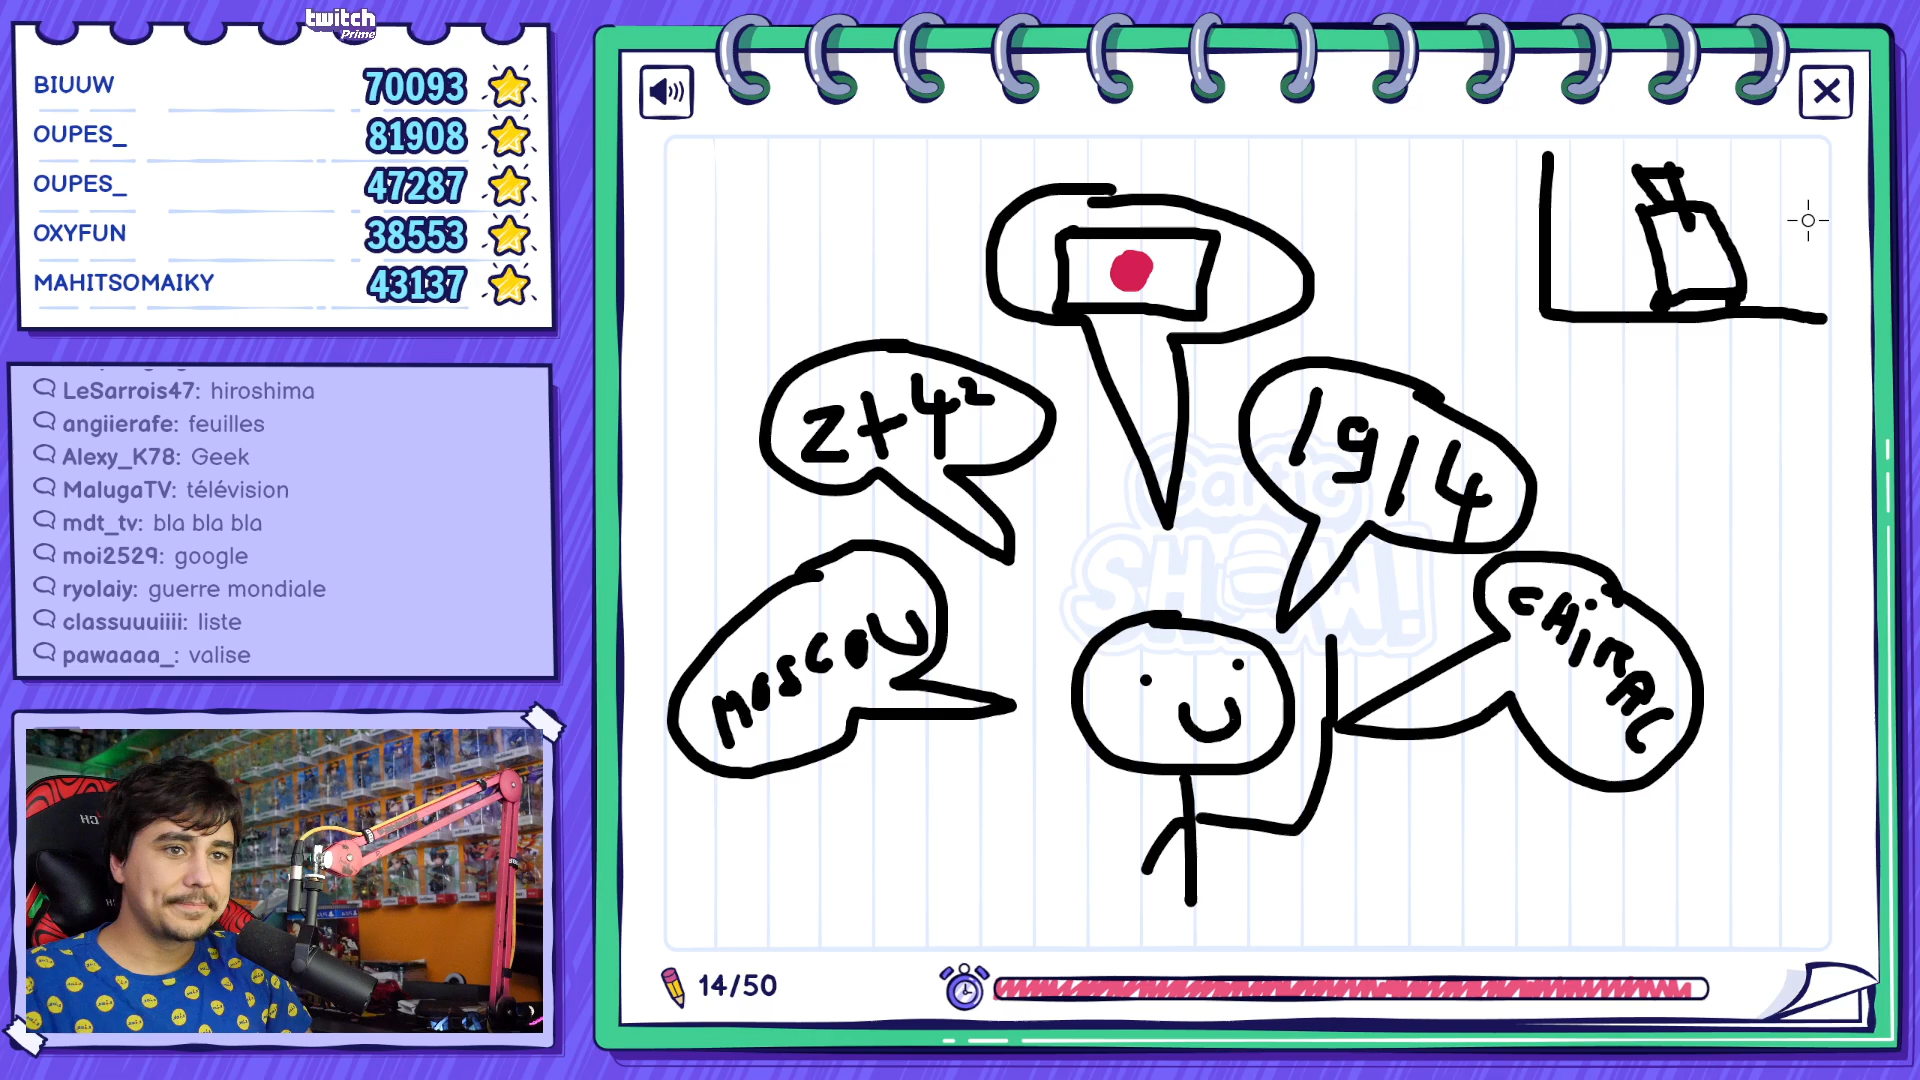 twitch
Prime
BIUUW 70093
OUPES_ 81908
OUPES_ 47287
OXYFUN 38553
MAHITSOMAIKY 43137
LeSarrois47: hiroshima
angiierafe: feuilles
Alexy_K78: Geek
MalugaTV: télévision
mdt_tv: bla bla bla
moi2529: google
ryolaiy: guerre mondiale
classuuuiiii: liste
pawaaaa_: valise
2+4²
1914
MOSCOU
CHIRAC
Gartic
SHOW!
14/50